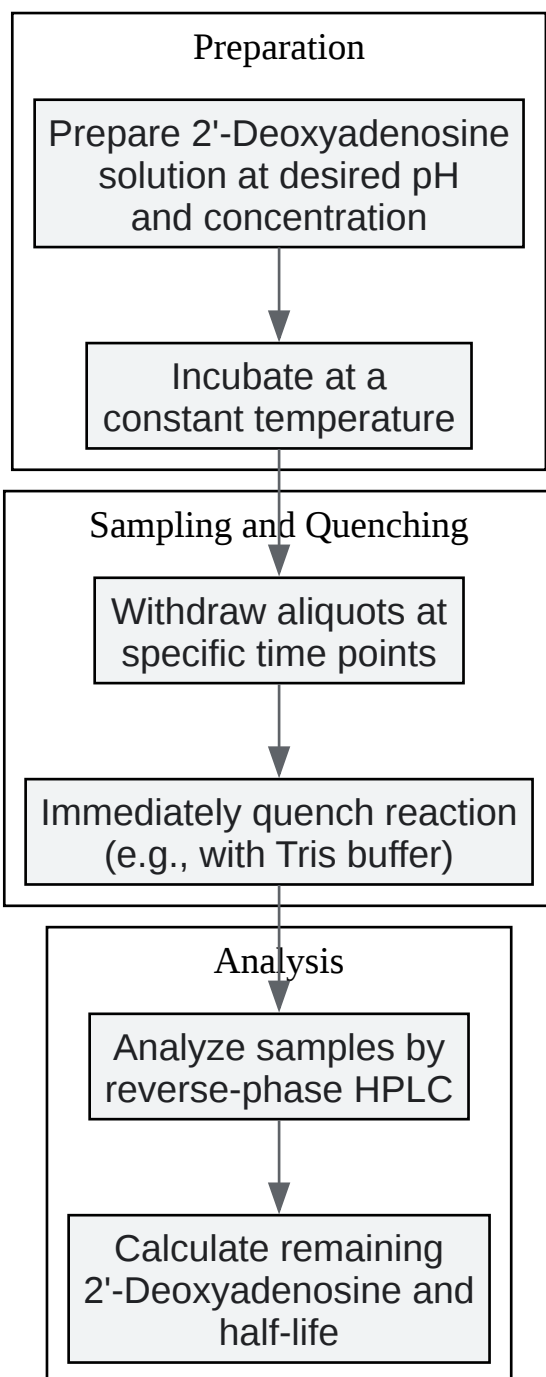 Preparation
Prepare 2'-Deoxyadenosine
solution at desired pH
and concentration
Incubate at a
constant temperature
Sampling and Quenching
Withdraw aliquots at
specific time points
Immediately quench reaction
(e.g., with Tris buffer)
Analysis
Analyze samples by
reverse-phase HPLC
Calculate remaining
2'-Deoxyadenosine and
half-life